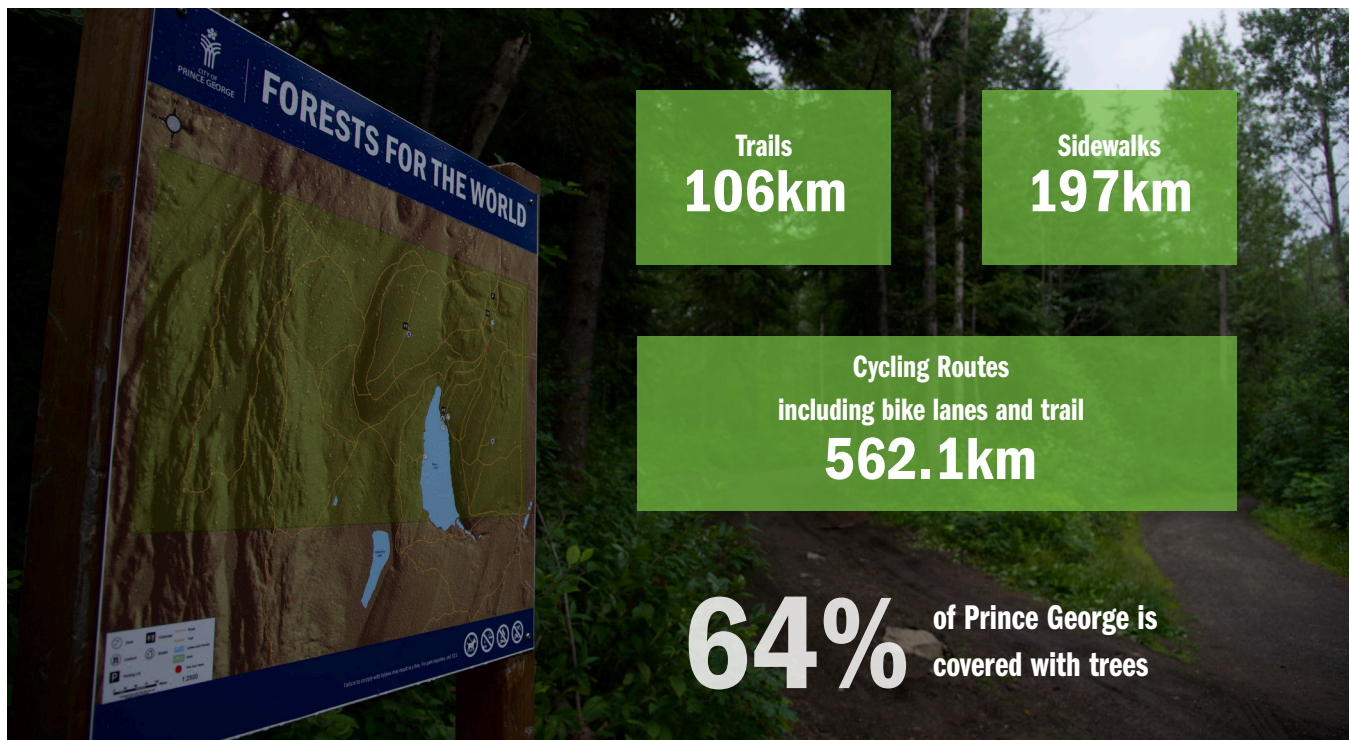 CITY OF
PRINCE GEORGE
FORESTS FOR THE WORLD
Trails
106km
Sidewalks
197km
Cycling Routes
including bike lanes and trail
562.1km
64%
of Prince George is
covered with trees